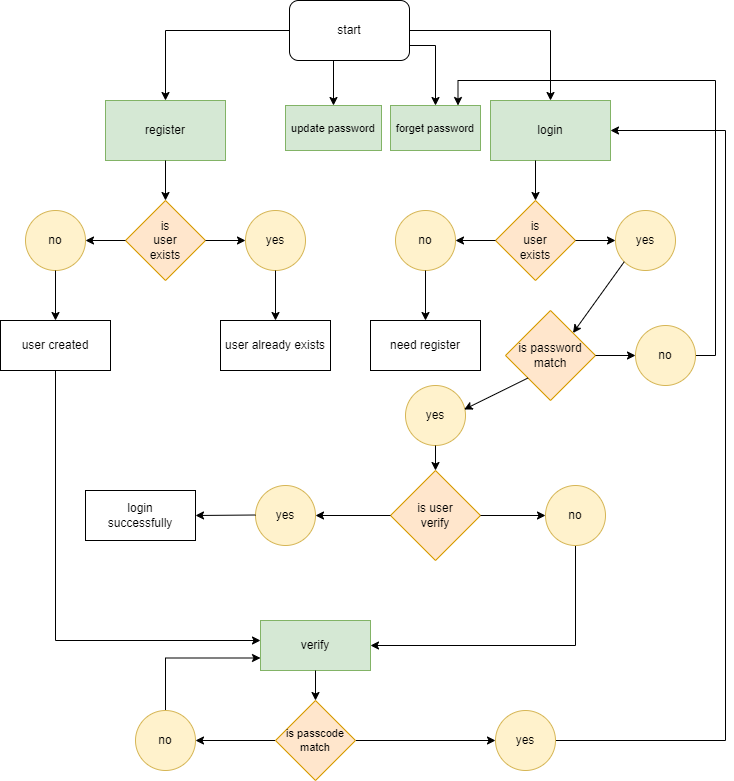 start
register
update password
forget password
login
no
is
user
exists
yes
no
is
user
exists
yes
user created
user already exists
need register
is password
match
no
yes
login
successfully
yes
is user
verify
no
verify
no
is passcode
match
yes